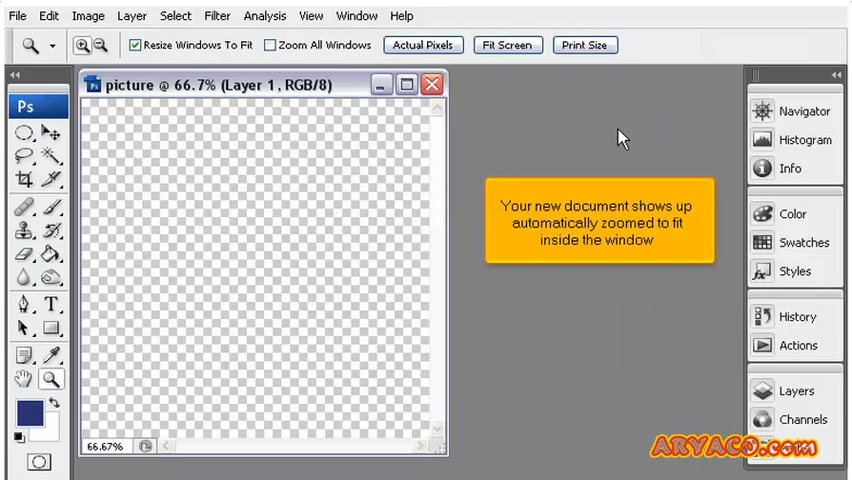 File Edit Image Layer Select Filter Analysis View Window Help
Resize Windows To Fit Zoom All Windows Actual Pixels Fit Screen Print Size
picture @ 66.7% (Layer 1, RGB/8)
Ps
Ps
Navigator
Histogram
Info
Your new document shows up
automatically zoomed to fit
inside the window
Color
Swatches
fx Styles
T
History
Actions
Layers
Channels
66.67%
ARYACO.com